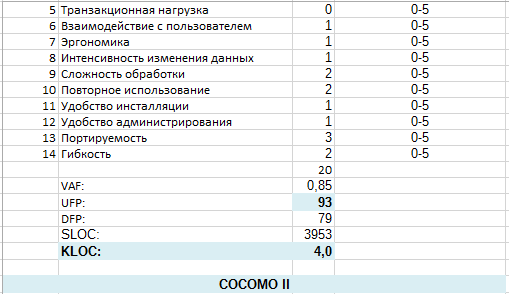 5 Транзакционная нагрузка 0 0-5
6 Взаимодействие с пользователем 1 0-5
7 Эргономика 1 0-5
8 Интенсивность изменения данных 1 0-5
9 Сложность обработки 2 0-5
10 Повторное использование 2 0-5
11 Удобство инсталляции 1 0-5
12 Удобство администрирования 1 0-5
13 Портируемость 3 0-5
14 Гибкость 2 0-5
20
VAF: 0,85
UFP: 93
DFP: 79
SLOC: 3953
KLOC: 4,0
COCOMO II